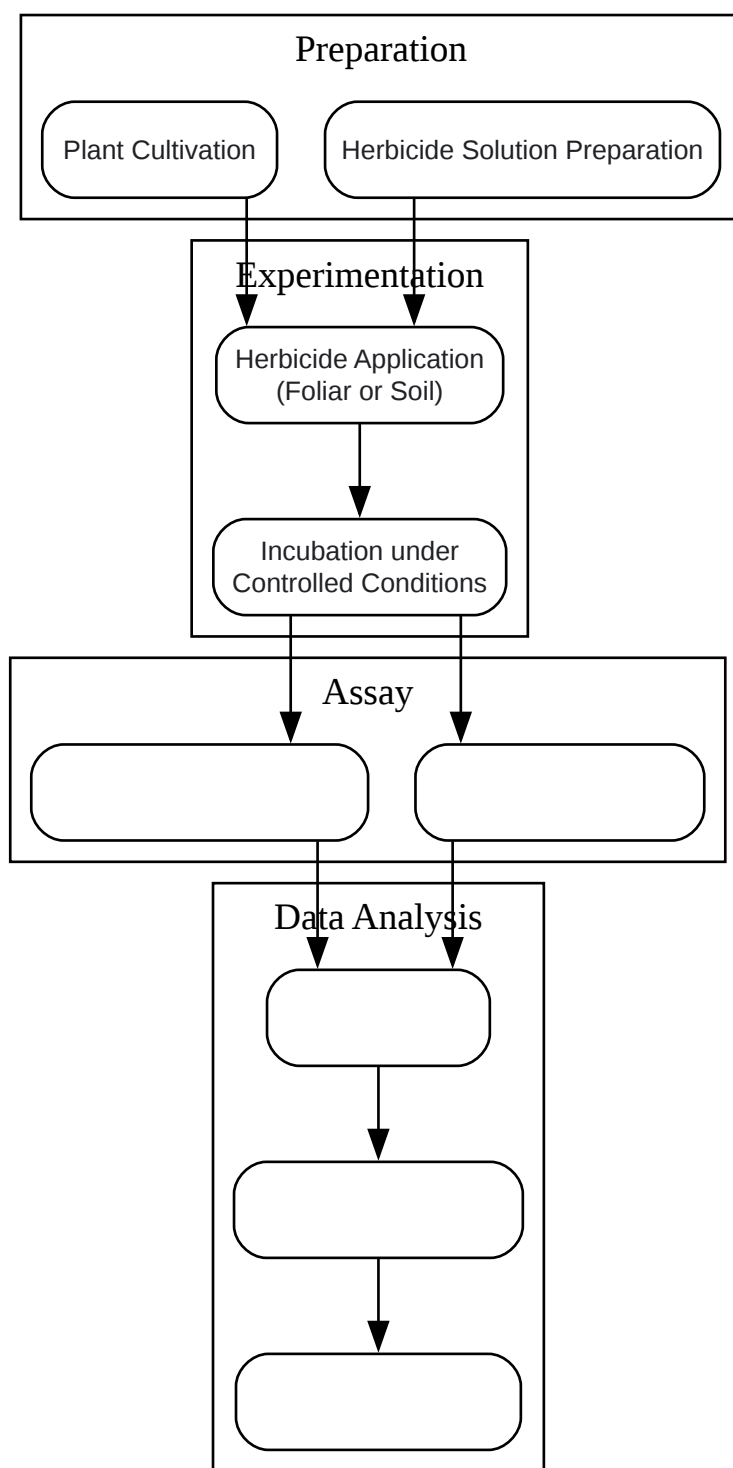 Preparation
Plant Cultivation
Herbicide Solution Preparation
Experimentation
Herbicide Application
(Foliar or Soil)
Incubation under
Controlled Conditions
Assay
Data Analysis